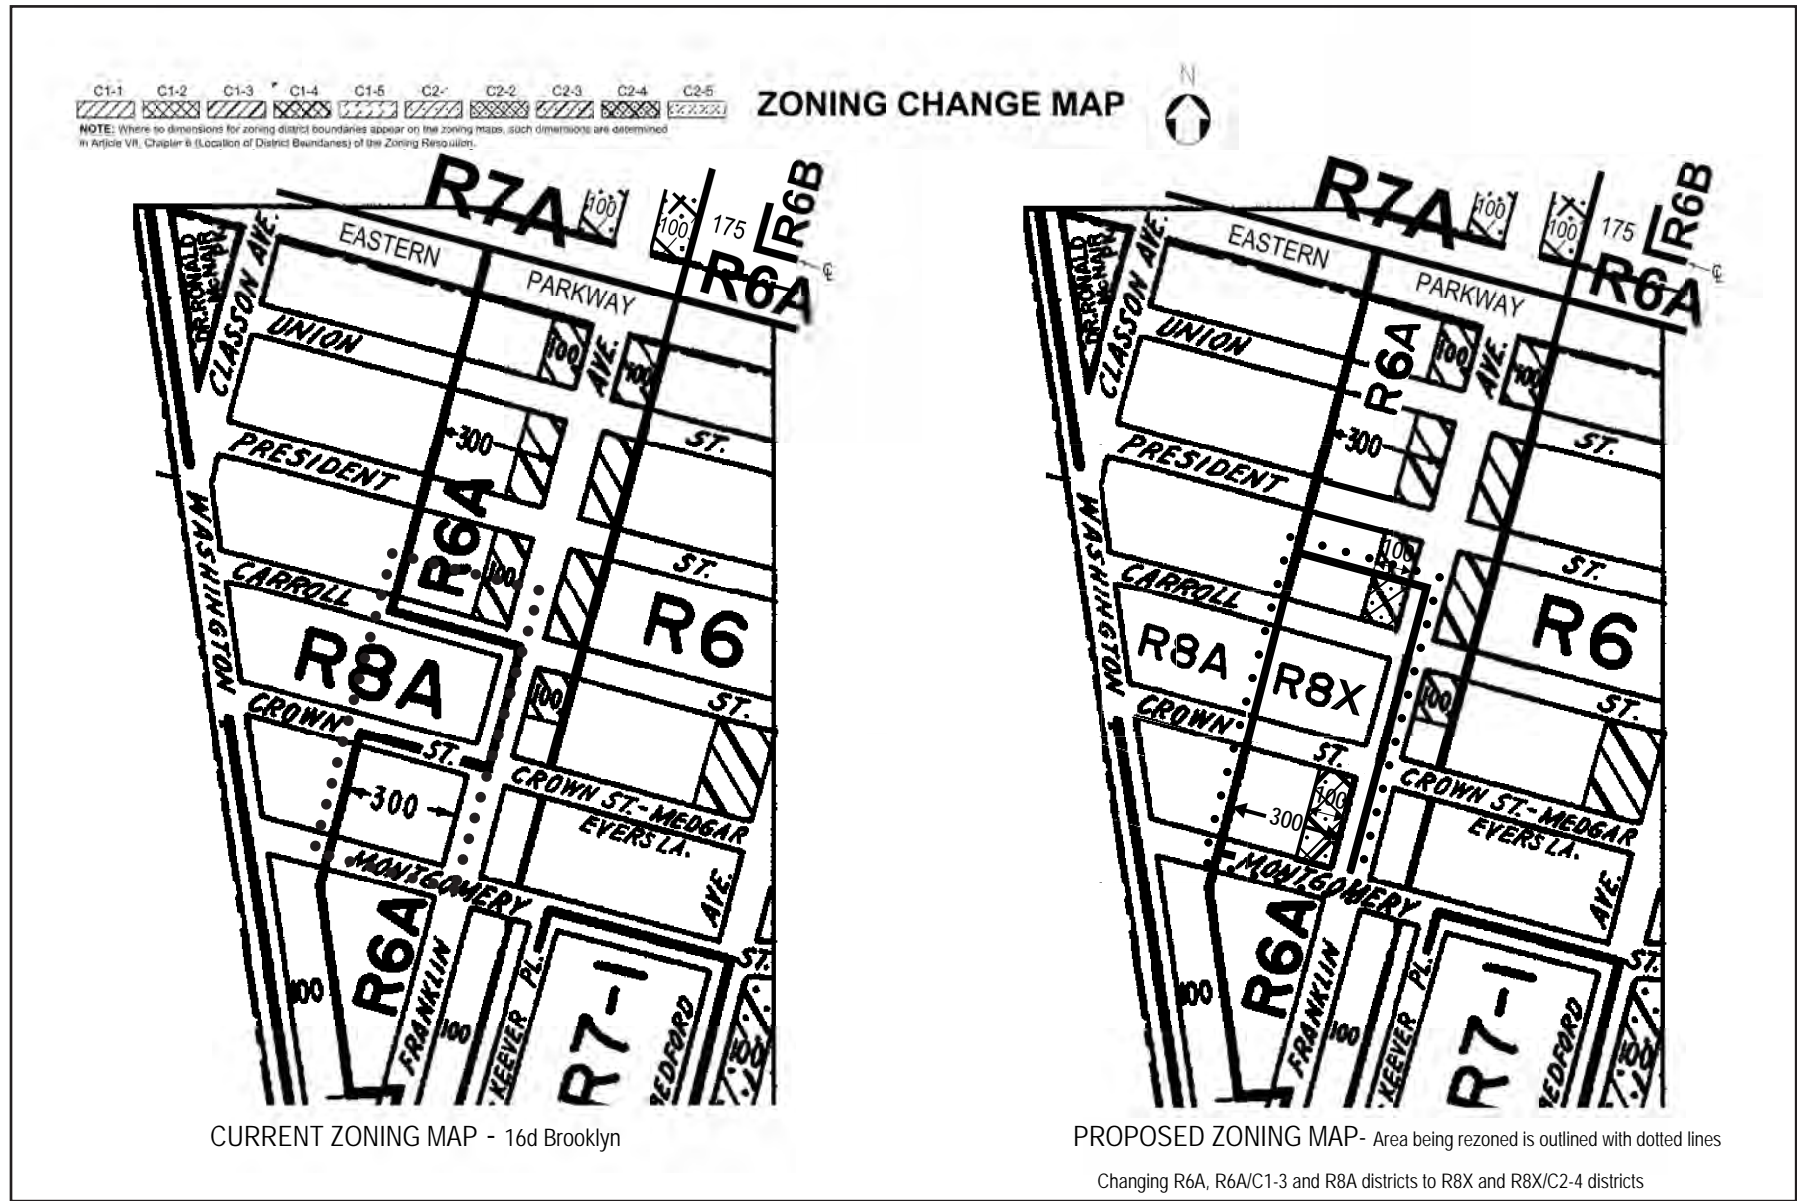 C1-1 C1-2 C1-3 C1-4 C1-5 C2-1 C2-2 C2-3 C2-4 C2-5
NOTE: Where no dimensions for zoning district boundaries appear on the zoning maps, such dimensions are determined
in Article VII, Chapter 6 (Location of District Boundaries) of the Zoning Resolution.
ZONING CHANGE MAP
N
R7A
100
100
175
R6B
R6A
DR.RONALD
McNAIR
CLASSON AVE.
EASTERN
PARKWAY
UNION
100
AVE.
100
300
ST.
PRESIDENT
R6A
100
ST.
WASHINGTON
CARROLL
R6
R8A
100
ST.
CROWN
ST.
300
CROWN ST.-MEDGAR
EVERS LA.
MONTGOMERY
AVE.
ST.
R6A
100
FRANKLIN
100
KEEVER PL.
R7-1
BEDFORD
CURRENT ZONING MAP - 16d Brooklyn
R7A
100
100
175
R6B
R6A
DR.RONALD
McNAIR
CLASSON AVE.
EASTERN
PARKWAY
UNION
R6A
100
AVE.
100
300
ST.
PRESIDENT
100
ST.
WASHINGTON
CARROLL
R6
R8A
R8X
100
ST.
CROWN
ST.
100
300
CROWN ST.-MEDGAR
EVERS LA.
MONTGOMERY
AVE.
ST.
R6A
100
FRANKLIN
100
KEEVER PL.
R7-1
BEDFORD
PROPOSED ZONING MAP- Area being rezoned is outlined with dotted lines
Changing R6A, R6A/C1-3 and R8A districts to R8X and R8X/C2-4 districts